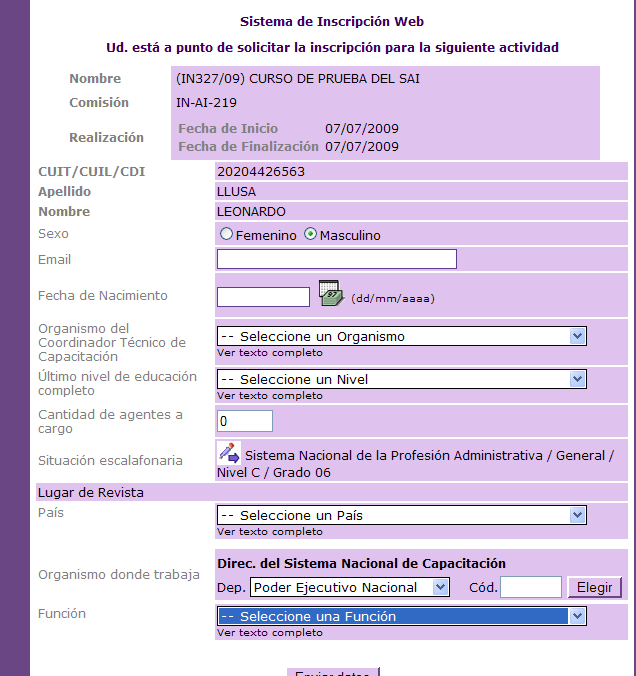 Sistema de Inscripción Web
Ud. está a punto de solicitar la inscripción para la siguiente actividad
Nombre (IN327/09) CURSO DE PRUEBA DEL SAI
Comisión IN-AI-219
Realización
Fecha de Inicio 07/07/2009
Fecha de Finalización 07/07/2009
CUIT/CUIL/CDI 20204426563
Apellido LLUSA
Nombre LEONARDO
Sexo Femenino Masculino
Email
Fecha de Nacimiento (dd/mm/aaaa)
Organismo del
Coordinador Técnico de
Capacitación
-- Seleccione un Organismo
Ver texto completo
Último nivel de educación
completo
-- Seleccione un Nivel
Ver texto completo
Cantidad de agentes a
cargo
0
Situación escalafonaria
Sistema Nacional de la Profesión Administrativa / General /
Nivel C / Grado 06
Lugar de Revista
País -- Seleccione un País
Ver texto completo
Organismo donde trabaja
Direc. del Sistema Nacional de Capacitación
Dep. Poder Ejecutivo Nacional Cód. Elegir
Función -- Seleccione una Función
Ver texto completo
Enviar datos